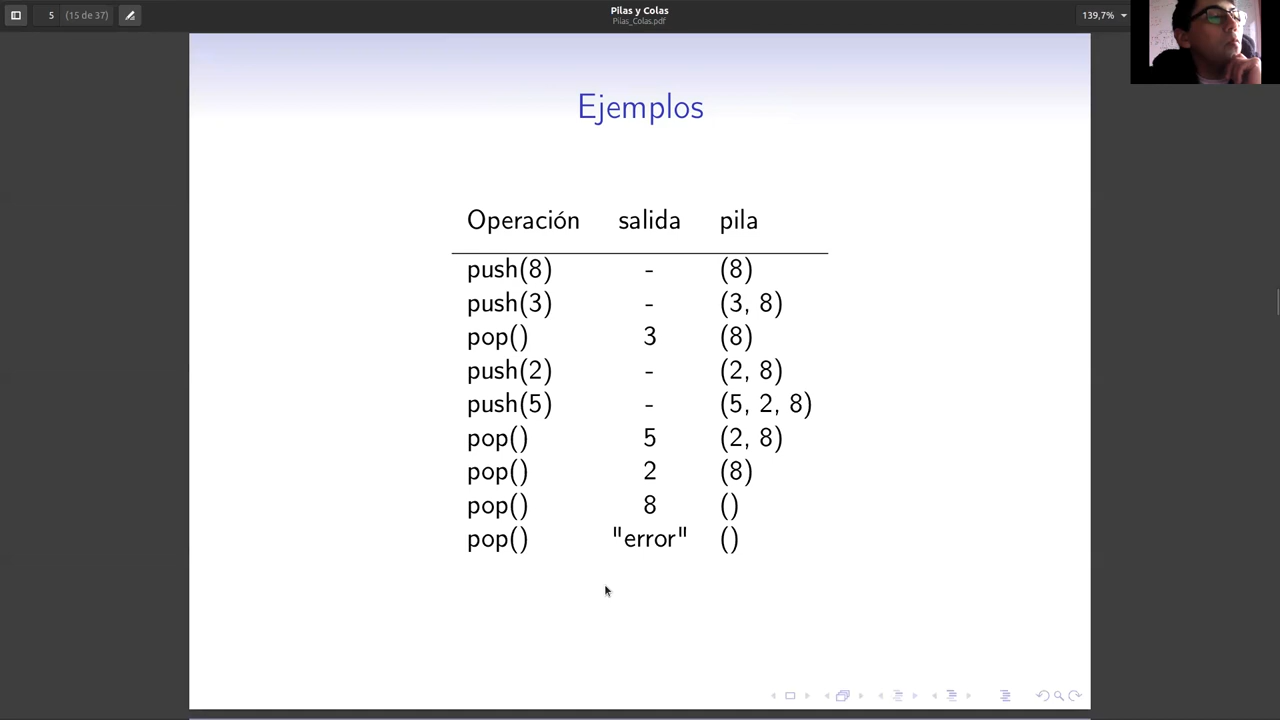 5 (15 de 37)
Pilas y Colas
Pilas_Colas.pdf
139,7%
Ejemplos
Operación salida pila
push(8) - (8)
push(3) - (3, 8)
pop() 3 (8)
push(2) - (2, 8)
push(5) - (5, 2, 8)
pop() 5 (2, 8)
pop() 2 (8)
pop() 8 ()
pop() "error" ()